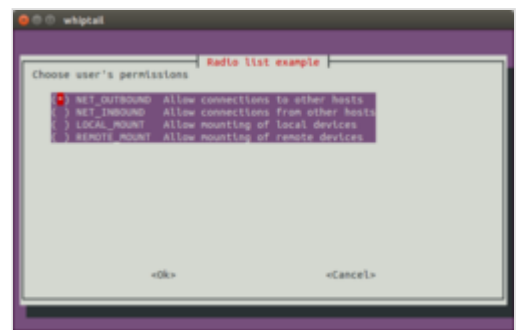 whiptail
Radio list example
Choose user's permissions
(*) NET_OUTBOUND Allow connections to other hosts
( ) NET_INBOUND Allow connections from other hosts
( ) LOCAL_MOUNT Allow mounting of local devices
( ) REMOTE_MOUNT Allow mounting of remote devices
<Ok> <Cancel>